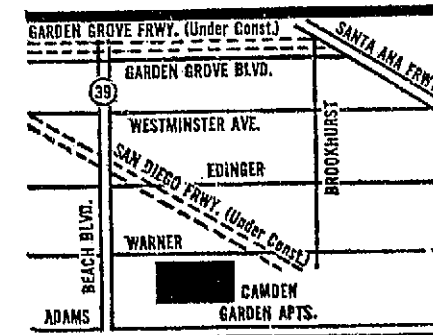 GARDEN GROVE FRWY. (Under Const.)
SANTA ANA FRWY.
GARDEN GROVE BLVD.
39
WESTMINSTER AVE.
SAN DIEGO FRWY. (Under Const.)
EDINGER
BROOKHURST
BEACH BLVD.
WARNER
CAMDEN
GARDEN APTS.
ADAMS